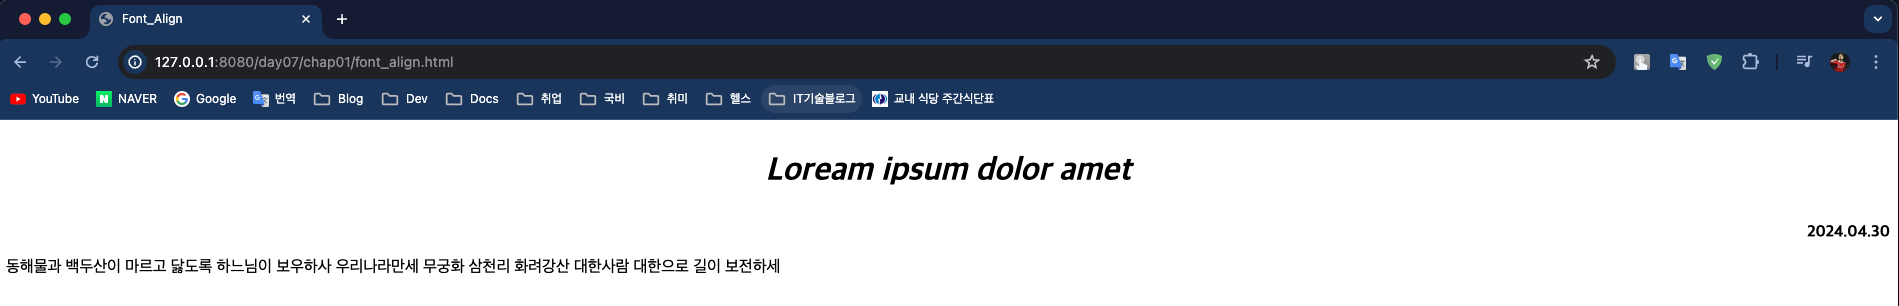 Font_Align
127.0.0.1:8080/day07/chap01/font_align.html
YouTube NAVER Google 번역 Blog Dev Docs 취업 국비 취미 헬스 IT기술블로그 교내 식당 주간식단표
Loream ipsum dolor amet
2024.04.30
동해물과 백두산이 마르고 닳도록 하느님이 보우하사 우리나라만세 무궁화 삼천리 화려강산 대한사람 대한으로 길이 보전하세